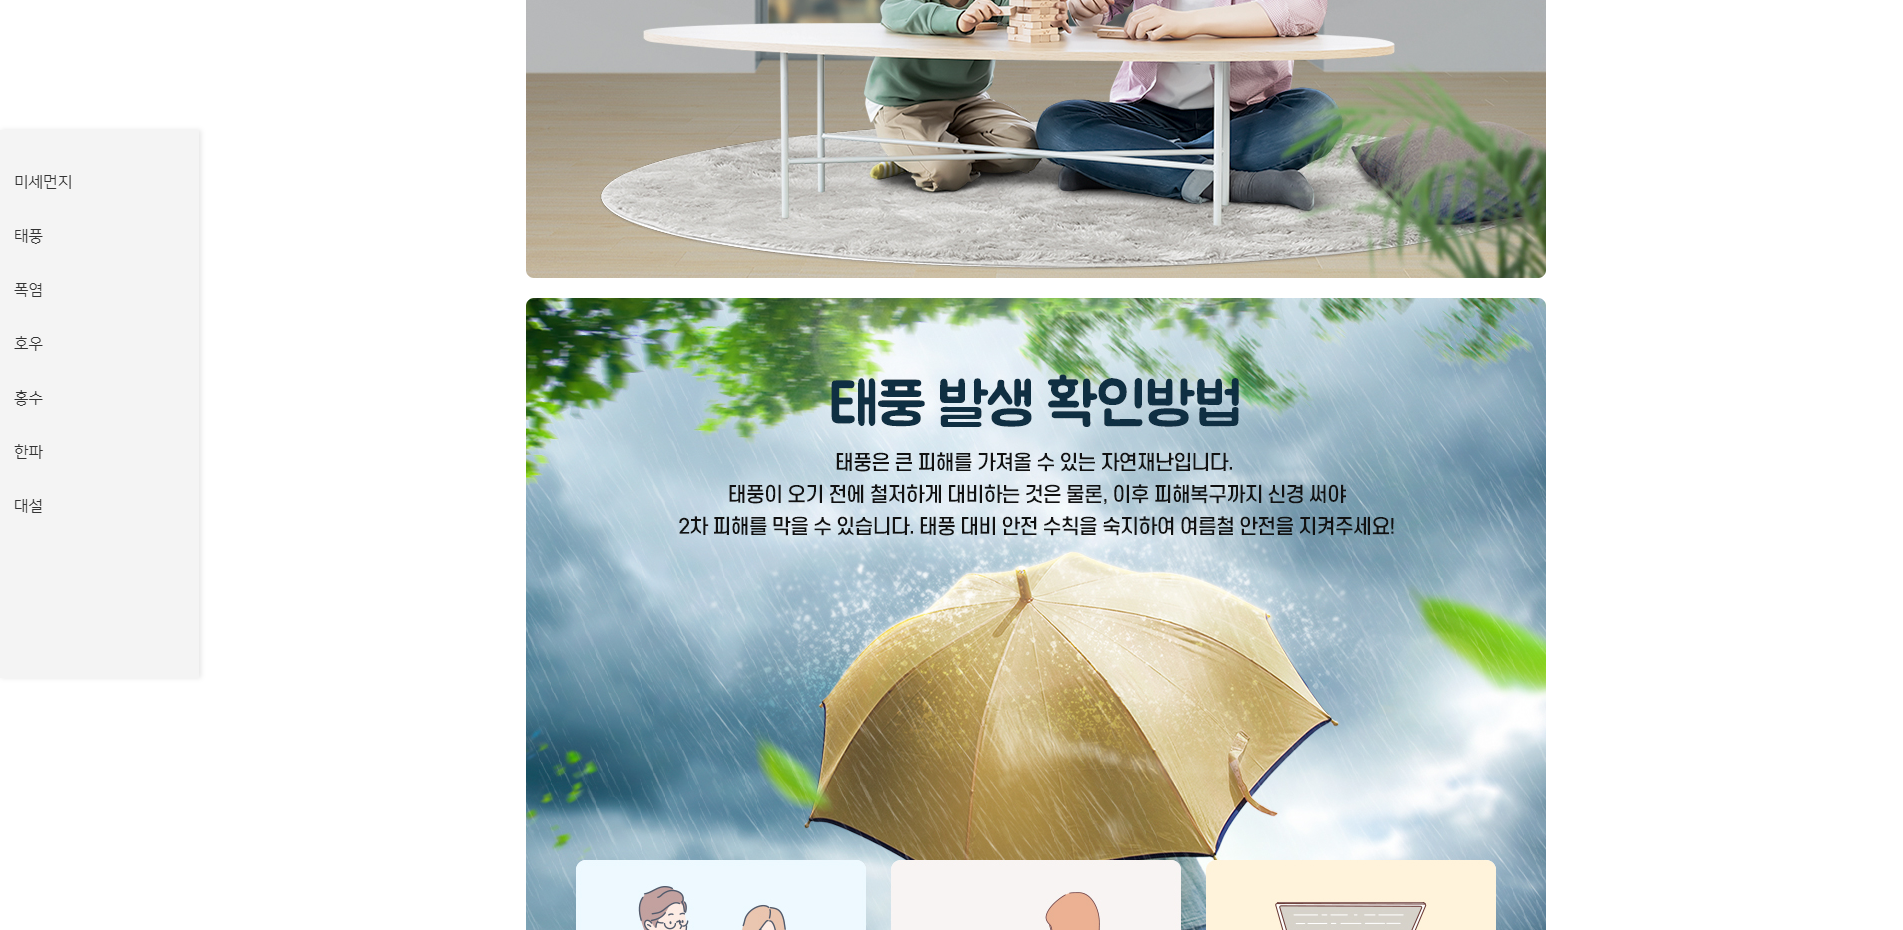 미세먼지
태풍
폭염
호우
홍수
한파
대설
태풍 발생 확인방법
태풍은 큰 피해를 가져올 수 있는 자연재난입니다.
태풍이 오기 전에 철저하게 대비하는 것은 물론, 이후 피해복구까지 신경 써야
2차 피해를 막을 수 있습니다. 태풍 대비 안전 수칙을 숙지하여 여름철 안전을 지켜주세요!